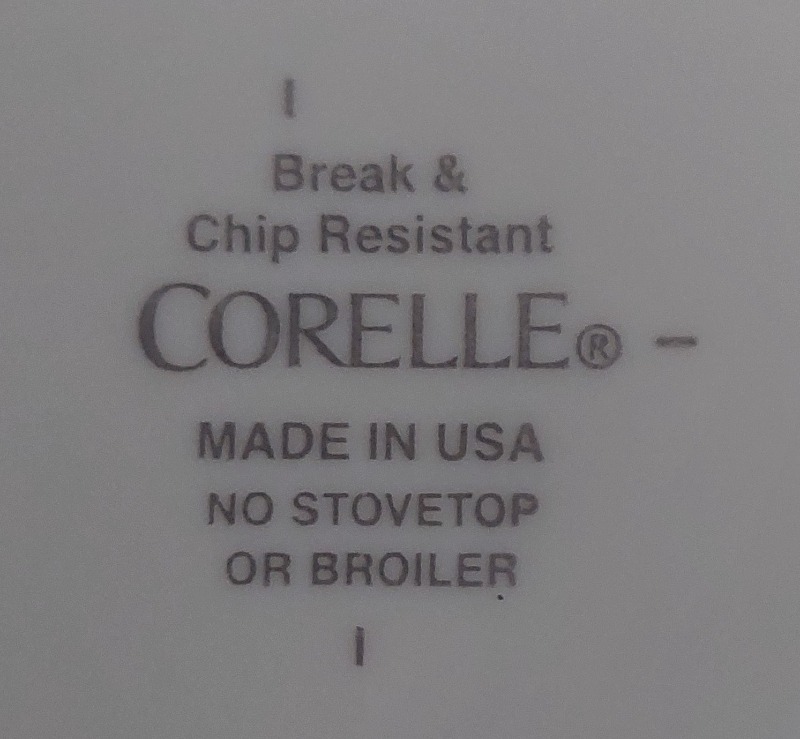 Break &
Chip Resistant
CORELLE® –
MADE IN USA
NO STOVETOP
OR BROILER